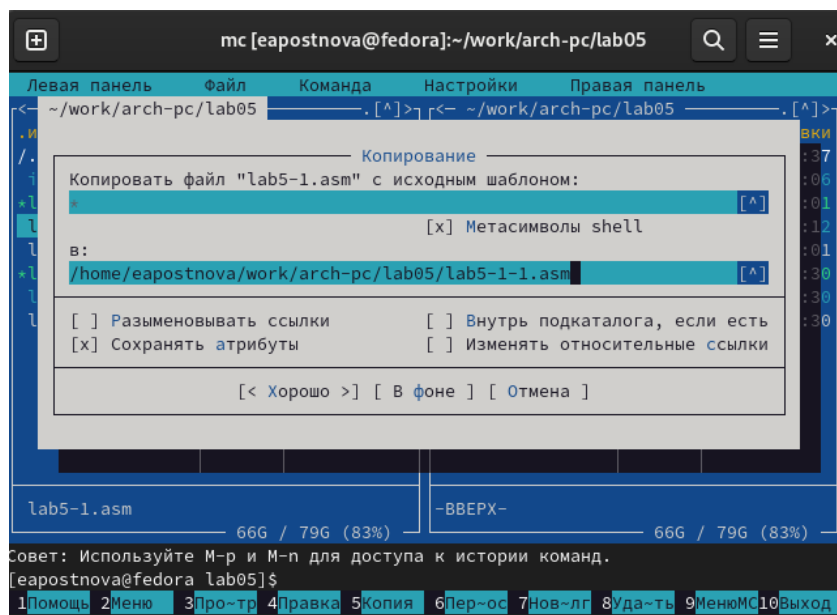 mc [eapostnova@fedora]:~/work/arch-pc/lab05
Левая панель Файл Команда Настройки Правая панель
<─ ~/work/arch-pc/lab05 .[^]> <─ ~/work/arch-pc/lab05 .[^]>
Копирование
Копировать файл "lab5-1.asm" с исходным шаблоном:
* [^]
[x] Метасимволы shell
в:
/home/eapostnova/work/arch-pc/lab05/lab5-1-1.asm [^]
[ ] Разыменовывать ссылки [ ] Внутрь подкаталога, если есть
[x] Сохранять атрибуты [ ] Изменять относительные ссылки
[< Хорошо >] [ В фоне ] [ Отмена ]
lab5-1.asm -ВВЕРХ-
66G / 79G (83%) 66G / 79G (83%)
Совет: Используйте M-p и M-n для доступа к истории команд.
[eapostnova@fedora lab05]$
1Помощь 2Меню 3Про~тр 4Правка 5Копия 6Пер~ос 7Нов~лг 8Уда~ть 9МенюMC 10Выход